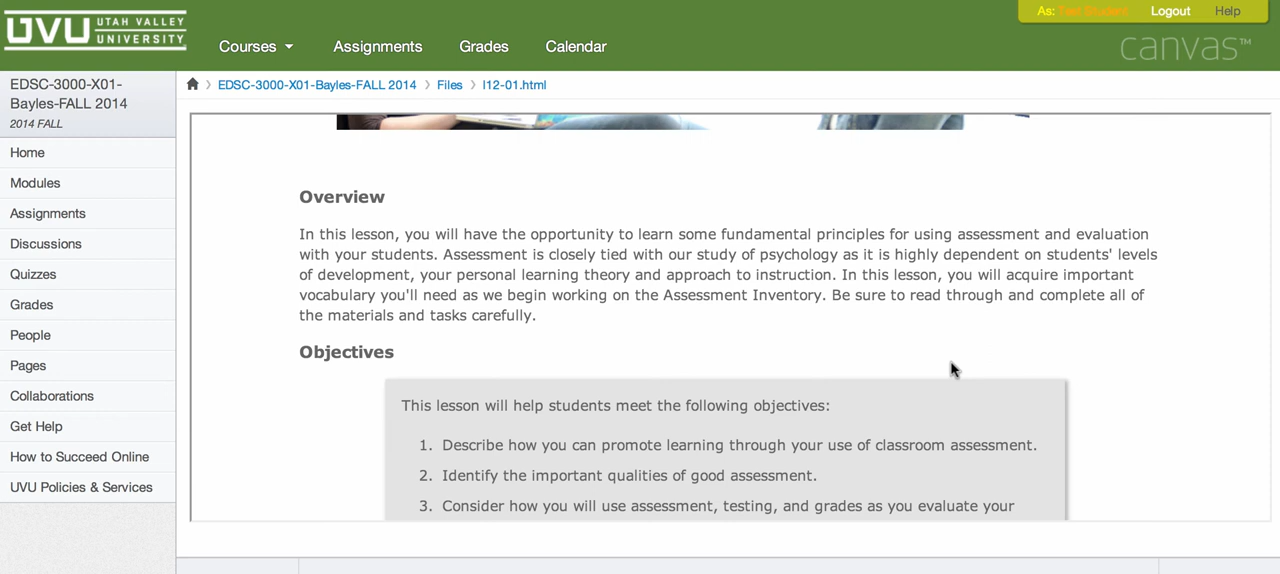 UVU UTAH VALLEY
UNIVERSITY
Courses
Assignments
Grades
Calendar
As: Test Student Logout Help
canvas™
EDSC-3000-X01-
Bayles-FALL 2014
2014 FALL
EDSC-3000-X01-Bayles-FALL 2014 Files l12-01.html
Home
Modules
Assignments
Discussions
Quizzes
Grades
People
Pages
Collaborations
Get Help
How to Succeed Online
UVU Policies & Services
Overview
In this lesson, you will have the opportunity to learn some fundamental principles for using assessment and evaluation
with your students. Assessment is closely tied with our study of psychology as it is highly dependent on students' levels
of development, your personal learning theory and approach to instruction. In this lesson, you will acquire important
vocabulary you'll need as we begin working on the Assessment Inventory. Be sure to read through and complete all of
the materials and tasks carefully.
Objectives
This lesson will help students meet the following objectives:
1. Describe how you can promote learning through your use of classroom assessment.
2. Identify the important qualities of good assessment.
3. Consider how you will use assessment, testing, and grades as you evaluate your